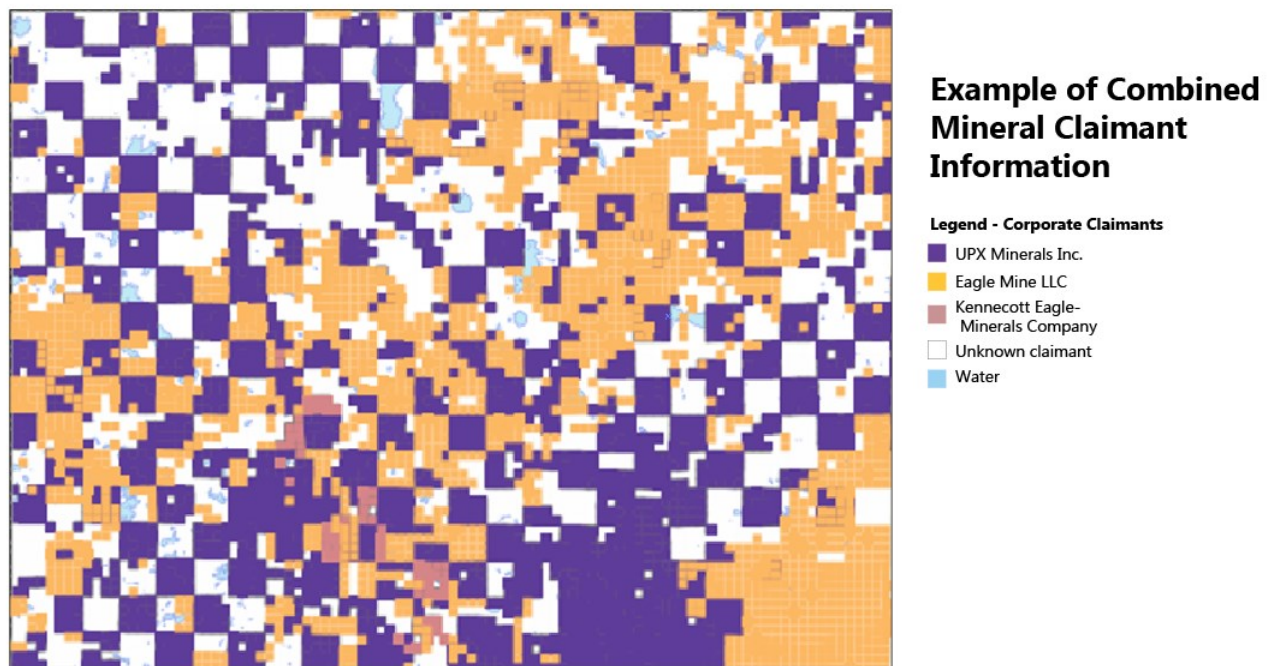 Example of Combined
Mineral Claimant
Information
Legend - Corporate Claimants
UPX Minerals Inc.
Eagle Mine LLC
Kennecott Eagle-
Minerals Company
Unknown claimant
Water